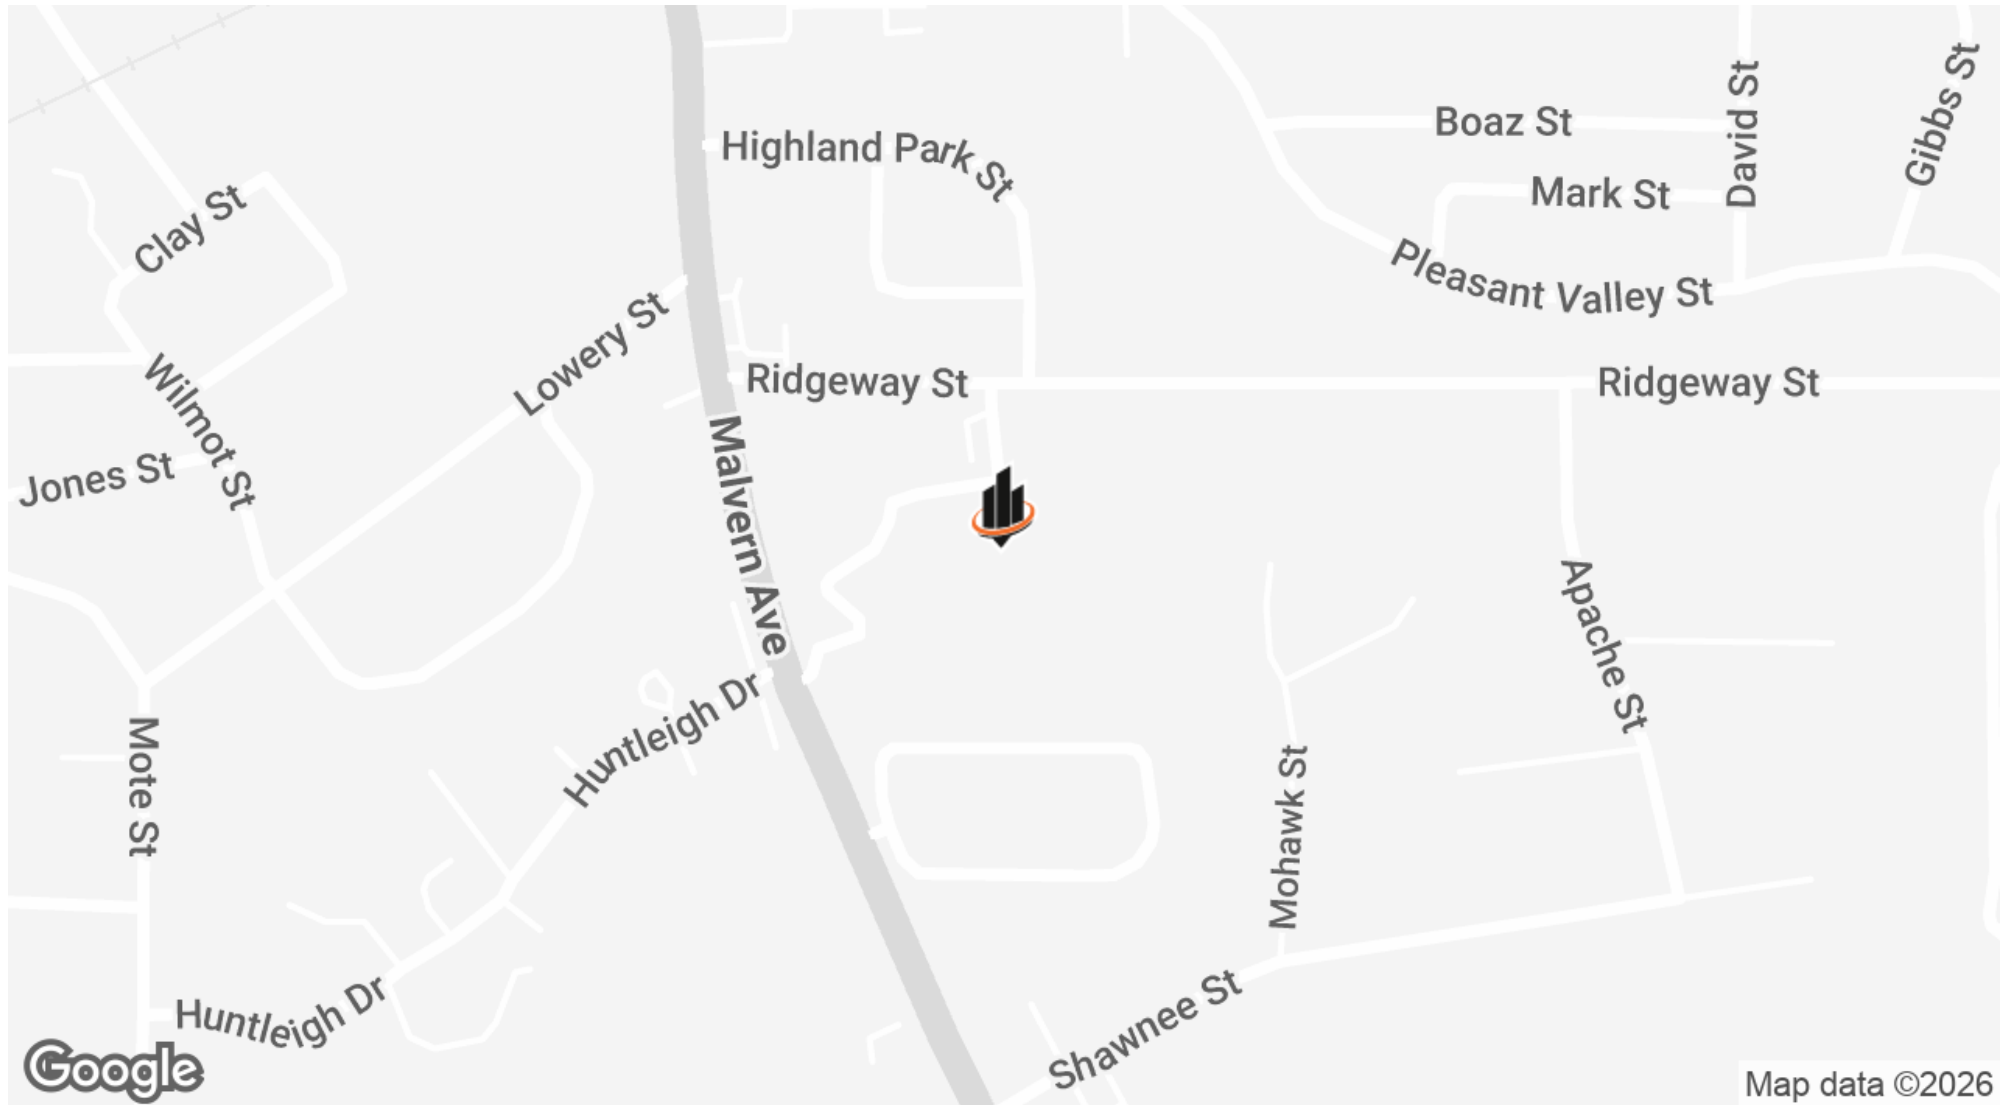 Boaz St
David St
Gibbs St
Highland Park St
Mark St
Clay St
Pleasant Valley St
Lowery St
Ridgeway St
Ridgeway St
Wilmot St
Jones St
Malvern Ave
Apache St
Huntleigh Dr
Mote St
Mohawk St
Huntleigh Dr
Shawnee St
Google
Map data ©2026